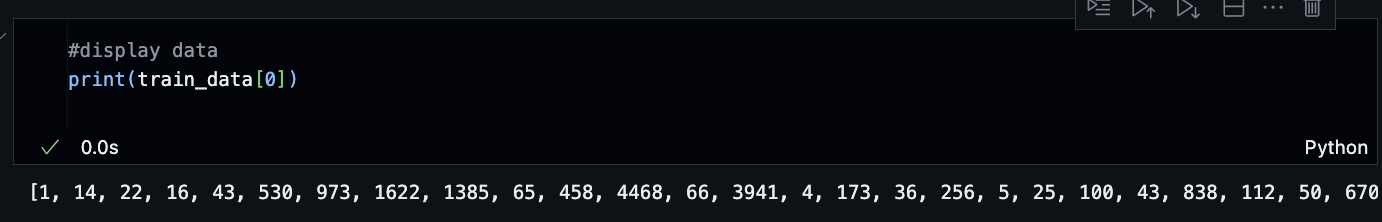 #display data
print(train_data[0])
0.0s
Python
[1, 14, 22, 16, 43, 530, 973, 1622, 1385, 65, 458, 4468, 66, 3941, 4, 173, 36, 256, 5, 25, 100, 43, 838, 112, 50, 670